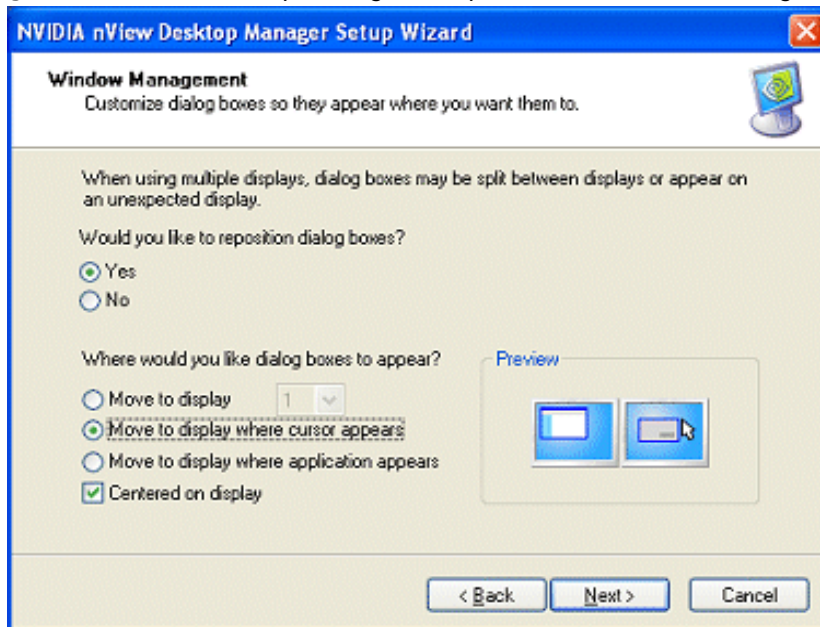 NVIDIA nView Desktop Manager Setup Wizard
Window Management
Customize dialog boxes so they appear where you want them to.
When using multiple displays, dialog boxes may be split between displays or appear on
an unexpected display.
Would you like to reposition dialog boxes?
Yes
No
Where would you like dialog boxes to appear?
Preview
Move to display 1
Move to display where cursor appears
Move to display where application appears
Centered on display
< Back Next > Cancel